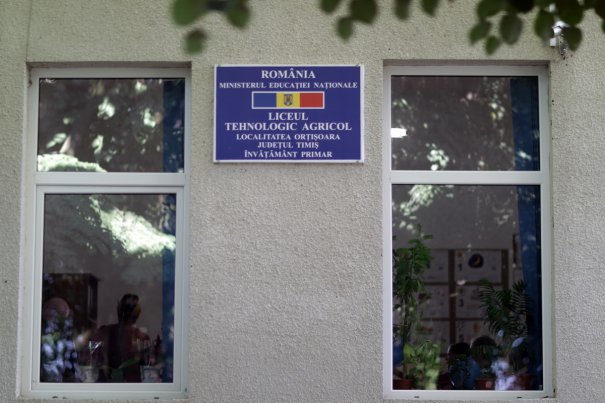 ROMÂNIA
MINISTERUL EDUCAȚIEI NAȚIONALE
LICEUL
TEHNOLOGIC AGRICOL
LOCALITATEA ORȚIȘOARA
JUDEȚUL TIMIȘ
ÎNVĂȚĂMÂNT PRIMAR